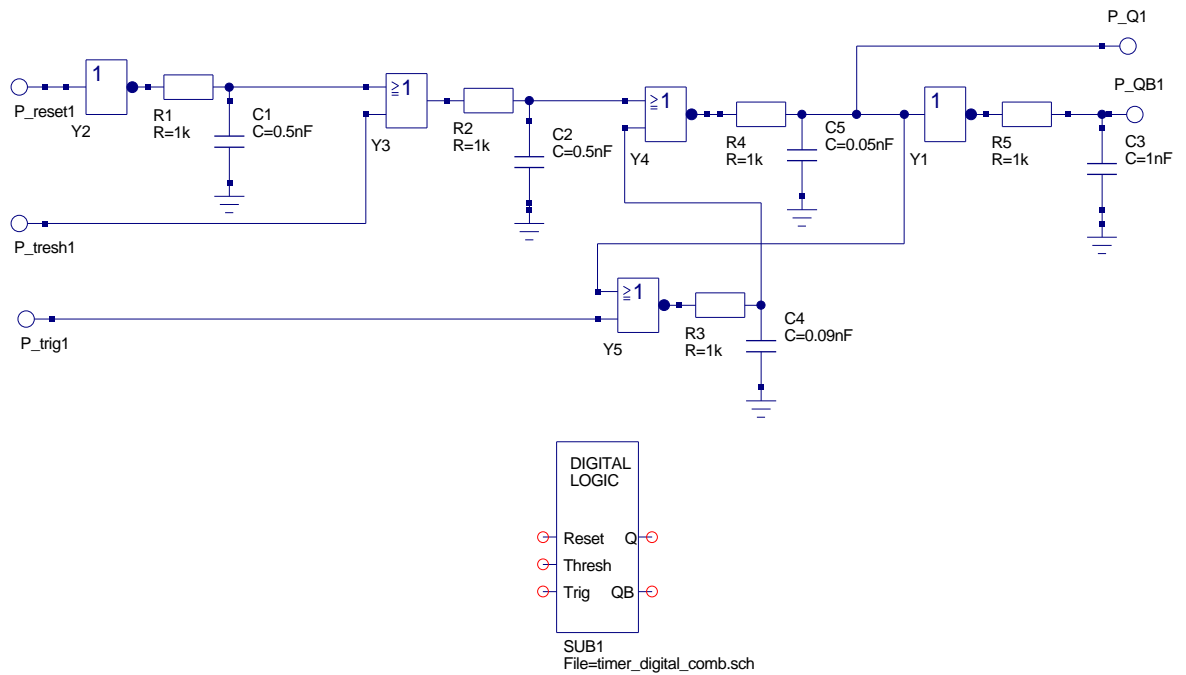 P_Q1
1
P_reset1
Y2
R1
R=1k
C1
C=0.5nF
≥1
Y3
R2
R=1k
C2
C=0.5nF
≥1
Y4
R4
R=1k
C5
C=0.05nF
1
Y1
R5
R=1k
P_QB1
C3
C=1nF
P_tresh1
P_trig1
≥1
Y5
R3
R=1k
C4
C=0.09nF
DIGITAL
LOGIC
Reset Q
Thresh
Trig QB
SUB1
File=timer_digital_comb.sch